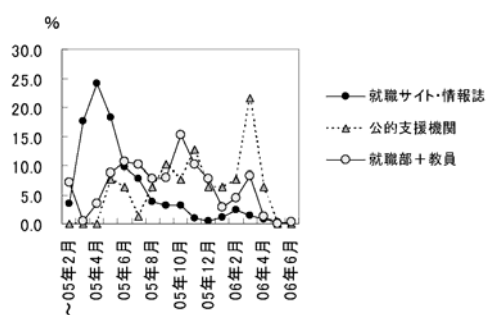 %
30.0
25.0
20.0
15.0
10.0
5.0
0.0
～05年2月
05年4月
05年6月
05年8月
05年10月
05年12月
06年2月
06年4月
06年6月
就職サイト・情報誌
公的支援機関
就職部＋教員